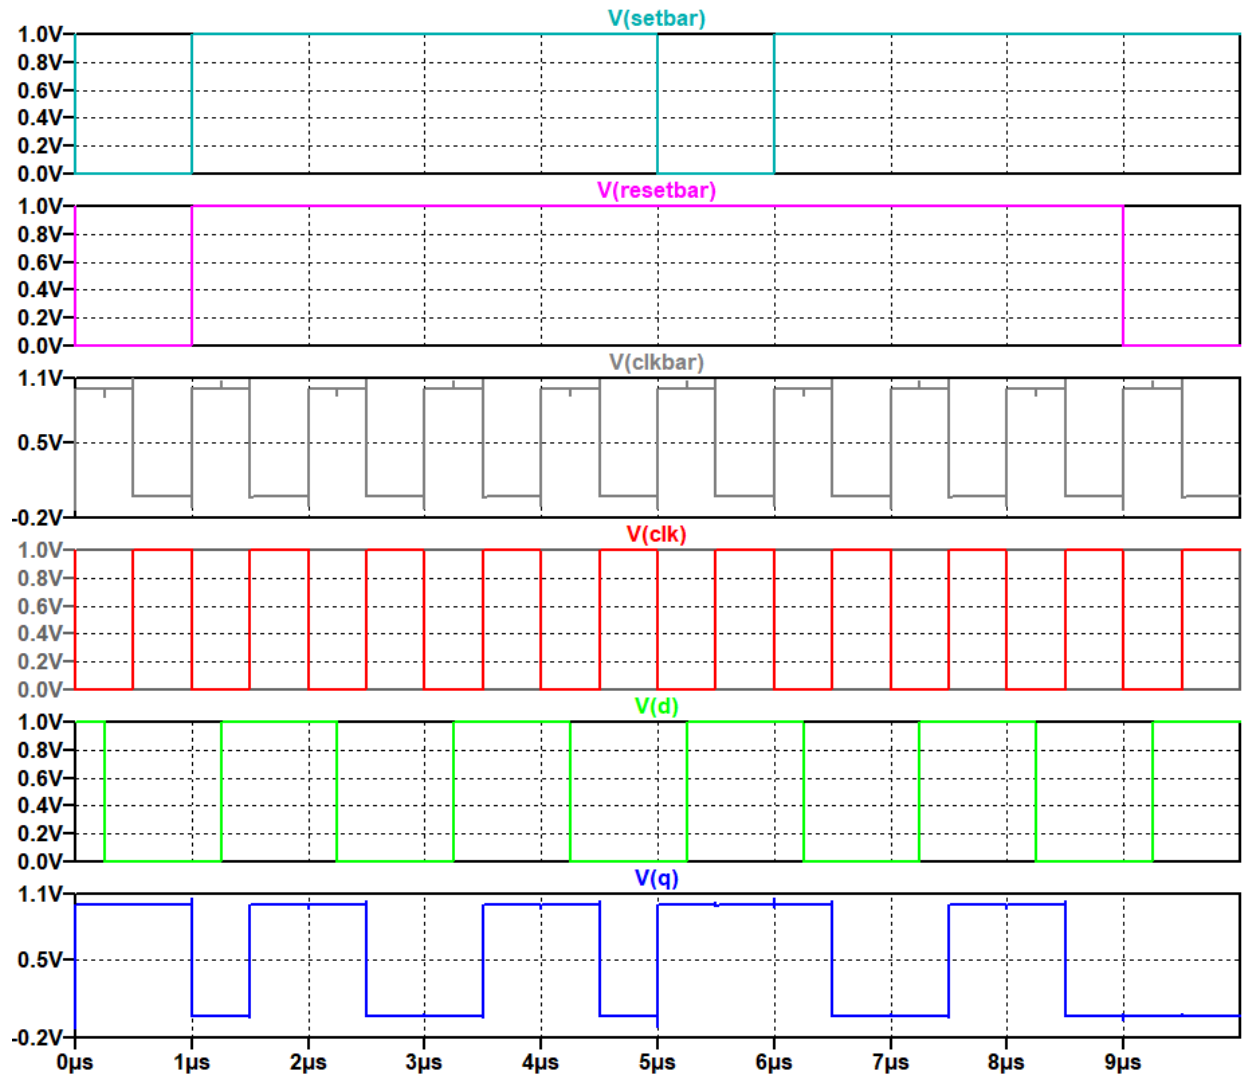 V(setbar)
1.0V
0.8V
0.6V
0.4V
0.2V
0.0V
V(resetbar)
1.0V
0.8V
0.6V
0.4V
0.2V
0.0V
V(clkbar)
1.1V
0.5V
-0.2V
V(clk)
1.0V
0.8V
0.6V
0.4V
0.2V
0.0V
V(d)
1.0V
0.8V
0.6V
0.4V
0.2V
0.0V
V(q)
1.1V
0.5V
-0.2V
0µs 1µs 2µs 3µs 4µs 5µs 6µs 7µs 8µs 9µs